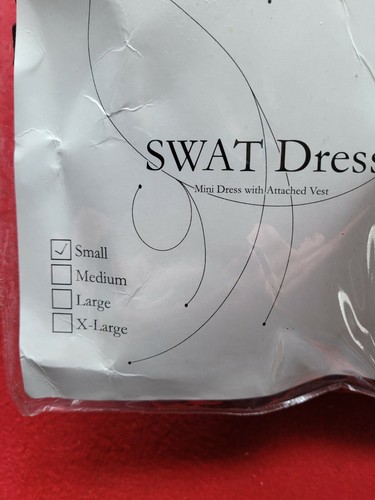 SWAT Dress
Mini Dress with Attached Vest
Small
Medium
Large
X-Large